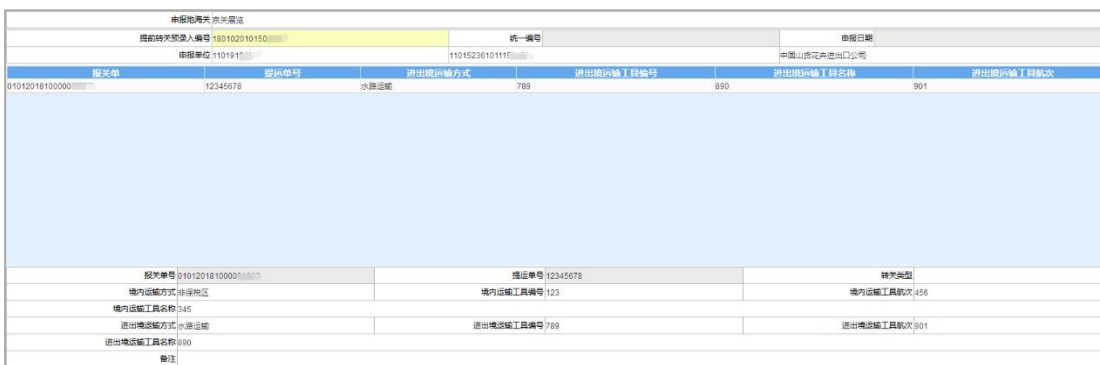 申报地海关 京关展览
提前转关预录入编号 180102010150 统一编号 申报日期
申报单位 110191 11015236101115 中国山货花卉进出口公司
报关单 提运单号 进出境运输方式 进出境运输工具编号 进出境运输工具名称 进出境运输工具航次
01012018100000 12345678 水路运输 789 890 901
报关单号 0101201810000 提运单号 12345678 转关类型
境内运输方式 非保税区 境内运输工具编号 123 境内运输工具航次 456
境内运输工具名称 345
进出境运输方式 水路运输 进出境运输工具编号 789 进出境运输工具航次 901
进出境运输工具名称 890
备注